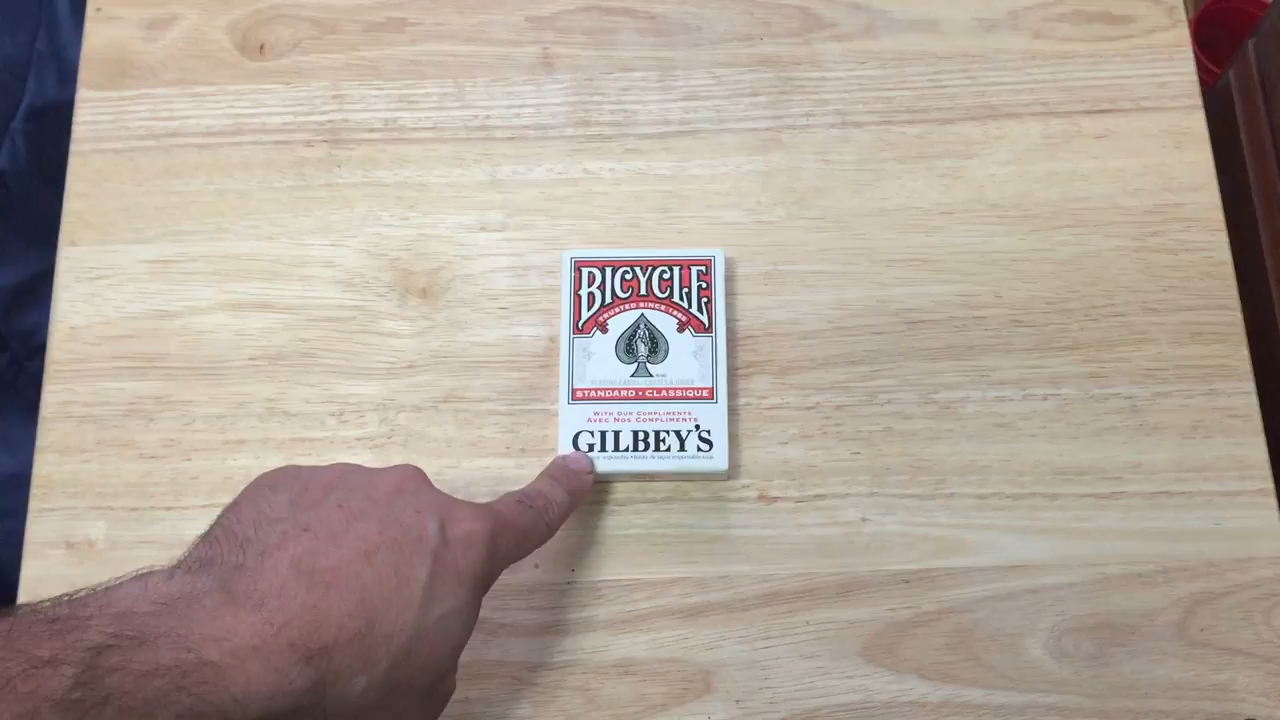 BICYCLE
TRUSTED SINCE 1885
STANDARD • CLASSIQUE
WITH OUR COMPLIMENTS
AVEC NOS COMPLIMENTS
GILBEY'S